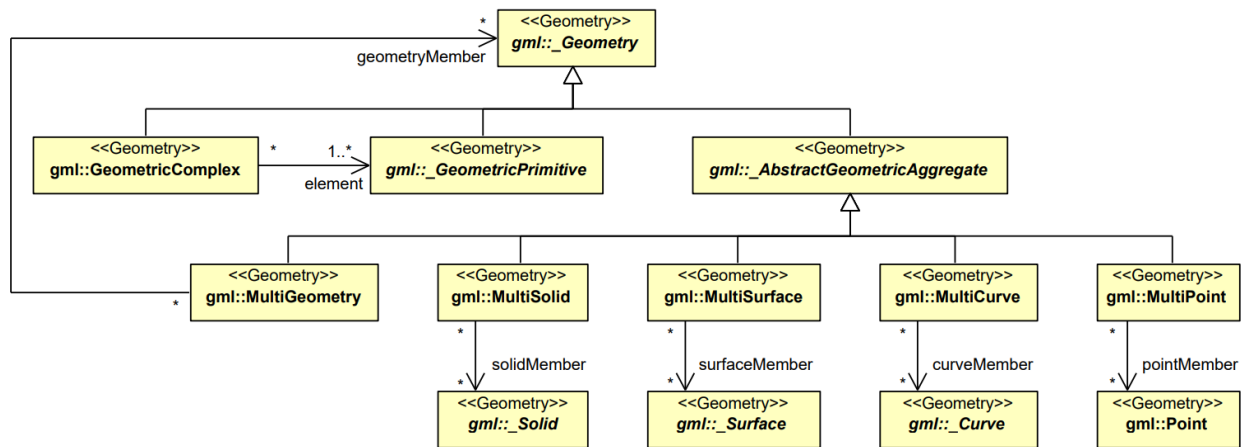 <<Geometry>>
gml::_Geometry
*
geometryMember
<<Geometry>>
gml::GeometricComplex
*
1..*
element
<<Geometry>>
gml::_GeometricPrimitive
<<Geometry>>
gml::_AbstractGeometricAggregate
<<Geometry>>
gml::MultiGeometry
*
<<Geometry>>
gml::MultiSolid
<<Geometry>>
gml::MultiSurface
<<Geometry>>
gml::MultiCurve
<<Geometry>>
gml::MultiPoint
*
solidMember
*
*
surfaceMember
*
*
curveMember
*
*
pointMember
*
<<Geometry>>
gml::_Solid
<<Geometry>>
gml::_Surface
<<Geometry>>
gml::_Curve
<<Geometry>>
gml::Point